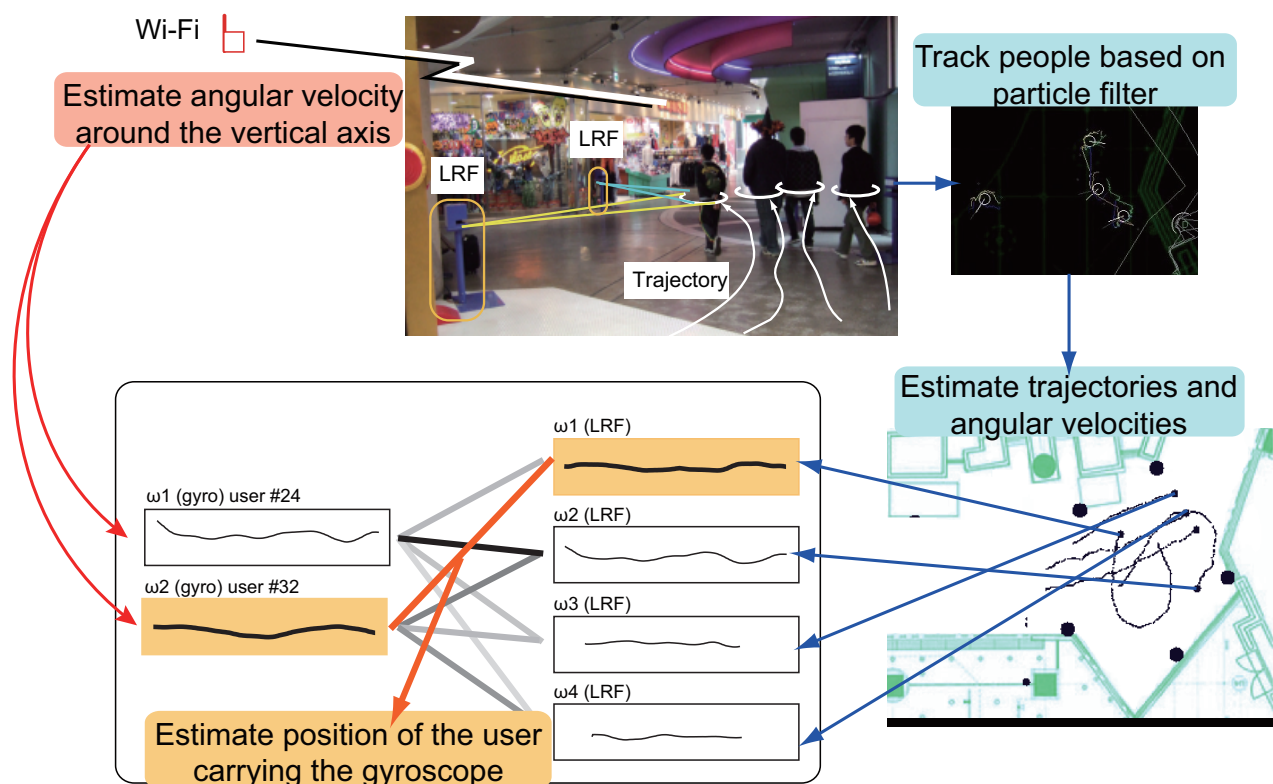 Wi-Fi
Estimate angular velocity
around the vertical axis
LRF
LRF
Trajectory
Track people based on
particle filter
Estimate trajectories and
angular velocities
ω1 (gyro) user #24
ω2 (gyro) user #32
ω1 (LRF)
ω2 (LRF)
ω3 (LRF)
ω4 (LRF)
Estimate position of the user
carrying the gyroscope